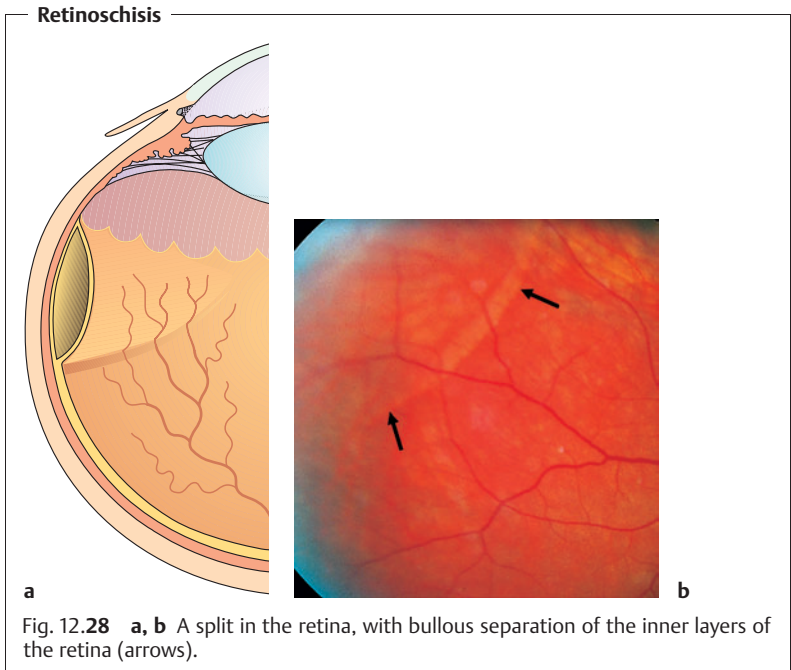 Retinoschisis
a
b
Fig. 12.28 a, b A split in the retina, with bullous separation of the inner layers of
the retina (arrows).